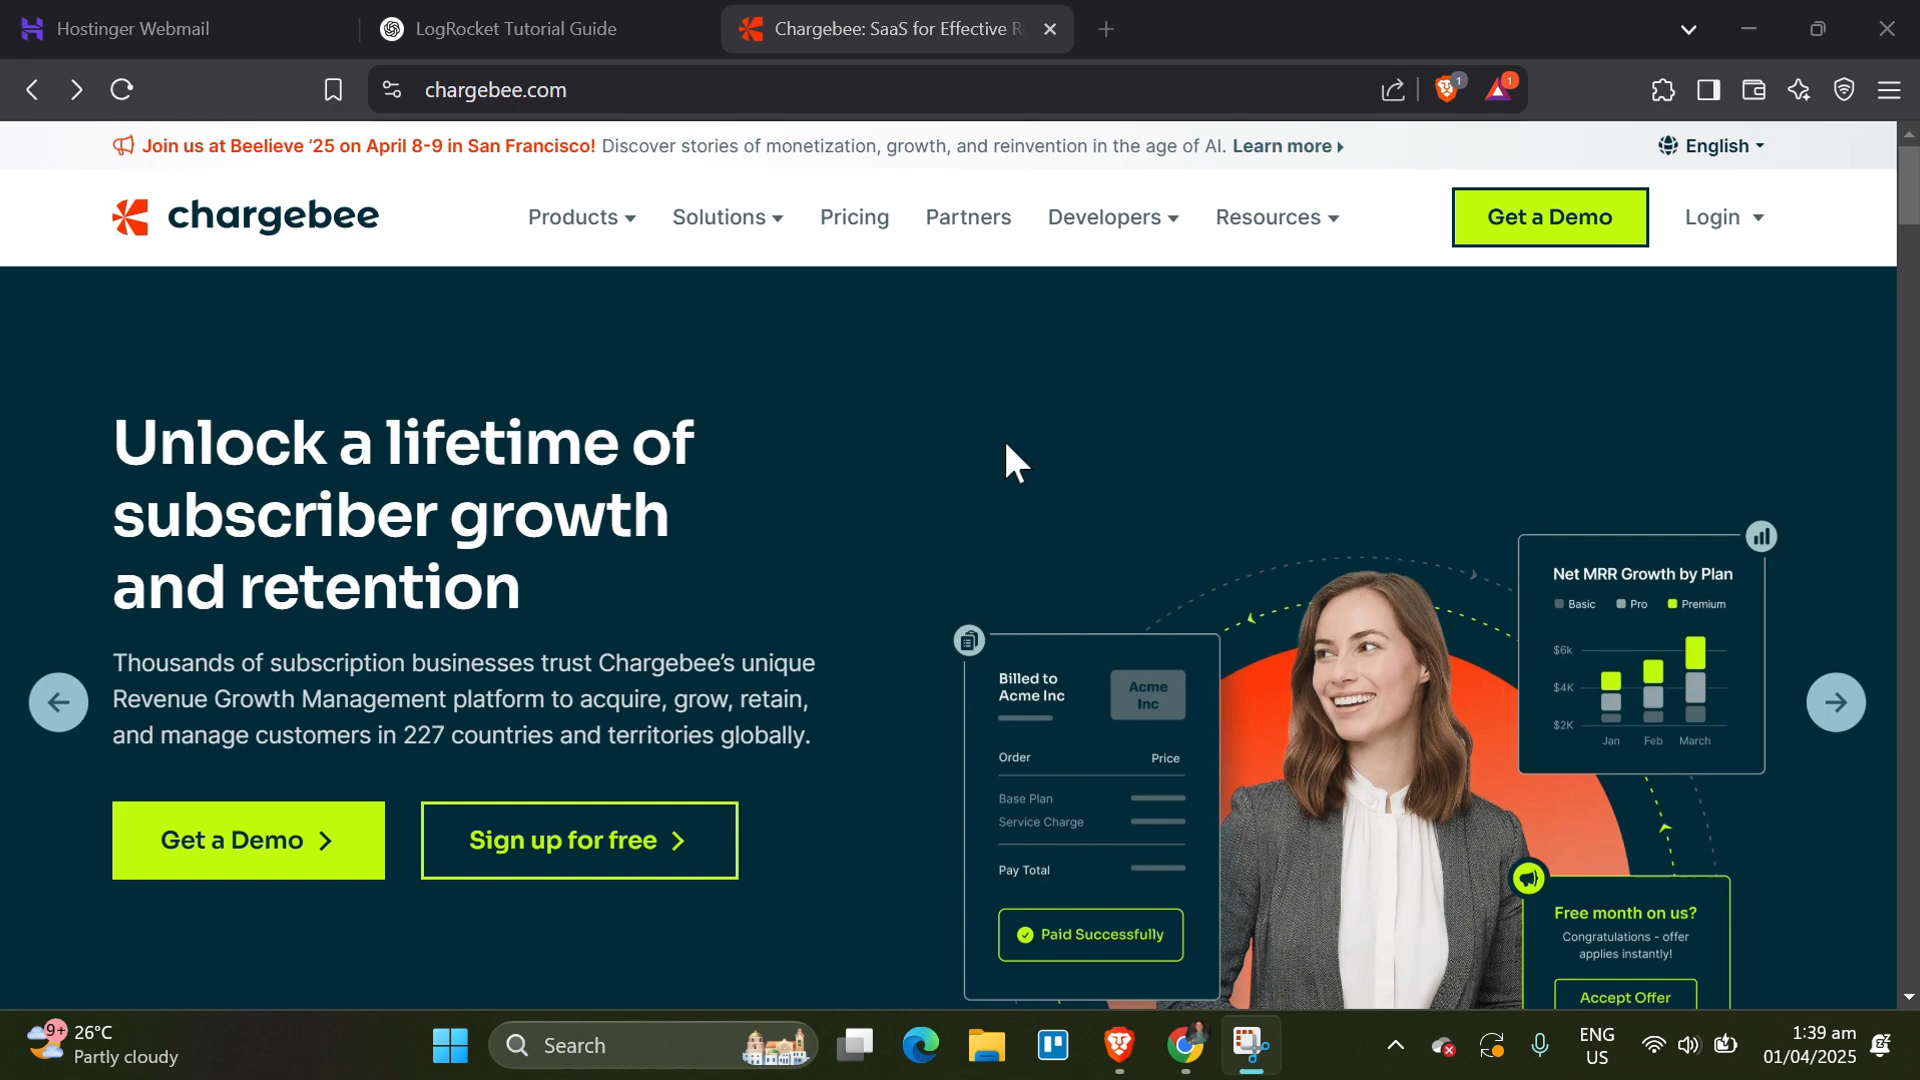 Hostinger Webmail
LogRocket Tutorial Guide
Chargebee: SaaS for Effective R
chargebee.com
1
1
Join us at Beelieve ’25 on April 8-9 in San Francisco! Discover stories of monetization, growth, and reinvention in the age of AI. Learn more
English
chargebee
Products
Solutions
Pricing
Partners
Developers
Resources
Get a Demo
Login
Unlock a lifetime of
subscriber growth
and retention
Thousands of subscription businesses trust Chargebee’s unique
Revenue Growth Management platform to acquire, grow, retain,
and manage customers in 227 countries and territories globally.
Get a Demo
Sign up for free
Billed to
Acme Inc
Acme
Inc
Order Price
Base Plan
Service Charge
Pay Total
Paid Successfully
Net MRR Growth by Plan
Basic Pro Premium
$6k
$4K
$2K
Jan Feb March
Free month on us?
Congratulations - offer
applies instantly!
Accept Offer
9+
26°C
Partly cloudy
Search
ENG
US
1:39 am
01/04/2025